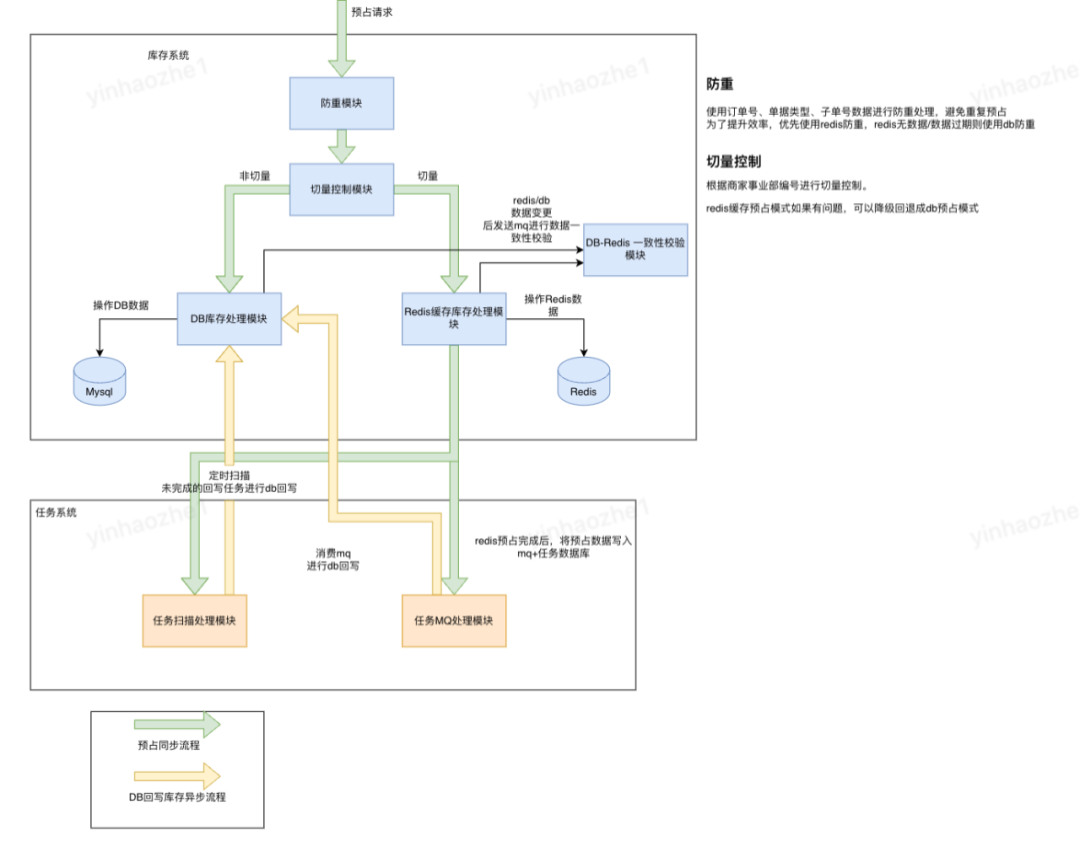 预占请求
库存系统
yinhaozhe1
yinhaozhe1
yinhaozhe
防重模块
防重
使用订单号、单据类型、子单号数据进行防重处理，避免重复预占
为了提升效率，优先使用redis防重，redis无数据/数据过期则使用db防重
切量控制
根据商家事业部编号进行切量控制。
redis缓存预占模式如果有问题，可以降级回退成db预占模式
非切量
切量控制模块
切量
redis/db
数据变更
后发送mq进行数据一
致性校验
DB-Redis 一致性校验
模块
操作DB数据
DB库存处理模块
Redis缓存库存处理模
块
操作Redis数
据
Mysql
Redis
定时扫描
未完成的回写任务进行db回写
任务系统
yinhaozhe1
yinhaozhe1
yinhaozhe
消费mq
进行db回写
redis预占完成后，将预占数据写入
mq+任务数据库
任务扫描处理模块
任务MQ处理模块
预占同步流程
DB回写库存异步流程